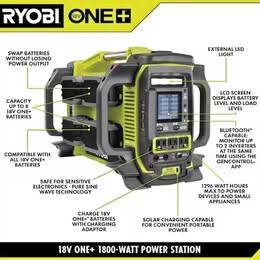 RYOBI ONE+
18V
SWAP BATTERIES
WITHOUT LOSING
POWER OUTPUT
EXTERNAL LED
LIGHT
LCD SCREEN
DISPLAYS BATTERY
LEVEL AND LOAD
LEVEL
CAPACITY
UP TO 8
18V ONE+
BATTERIES
BLUETOOTH®
CAPABILITY:
MONITOR UP
TO 2 INVERTERS
AT THE SAME
TIME USING THE
GENCONTROL™
APP
COMPATIBLE
WITH ALL 18V
ONE+ BATTERIES
SAFE FOR SENSITIVE
ELECTRONICS - PURE SINE
WAVE TECHNOLOGY
1296 WATT HOURS
MAX TO POWER
DEVICES AND SMALL
APPLIANCES
CHARGE 18V
ONE+™ BATTERIES
WITH CHARGING
ADAPTOR
SOLAR CHARGING CAPABLE
FOR CONVENIENT PORTABLE
POWER
18V ONE+ 1800-WATT POWER STATION